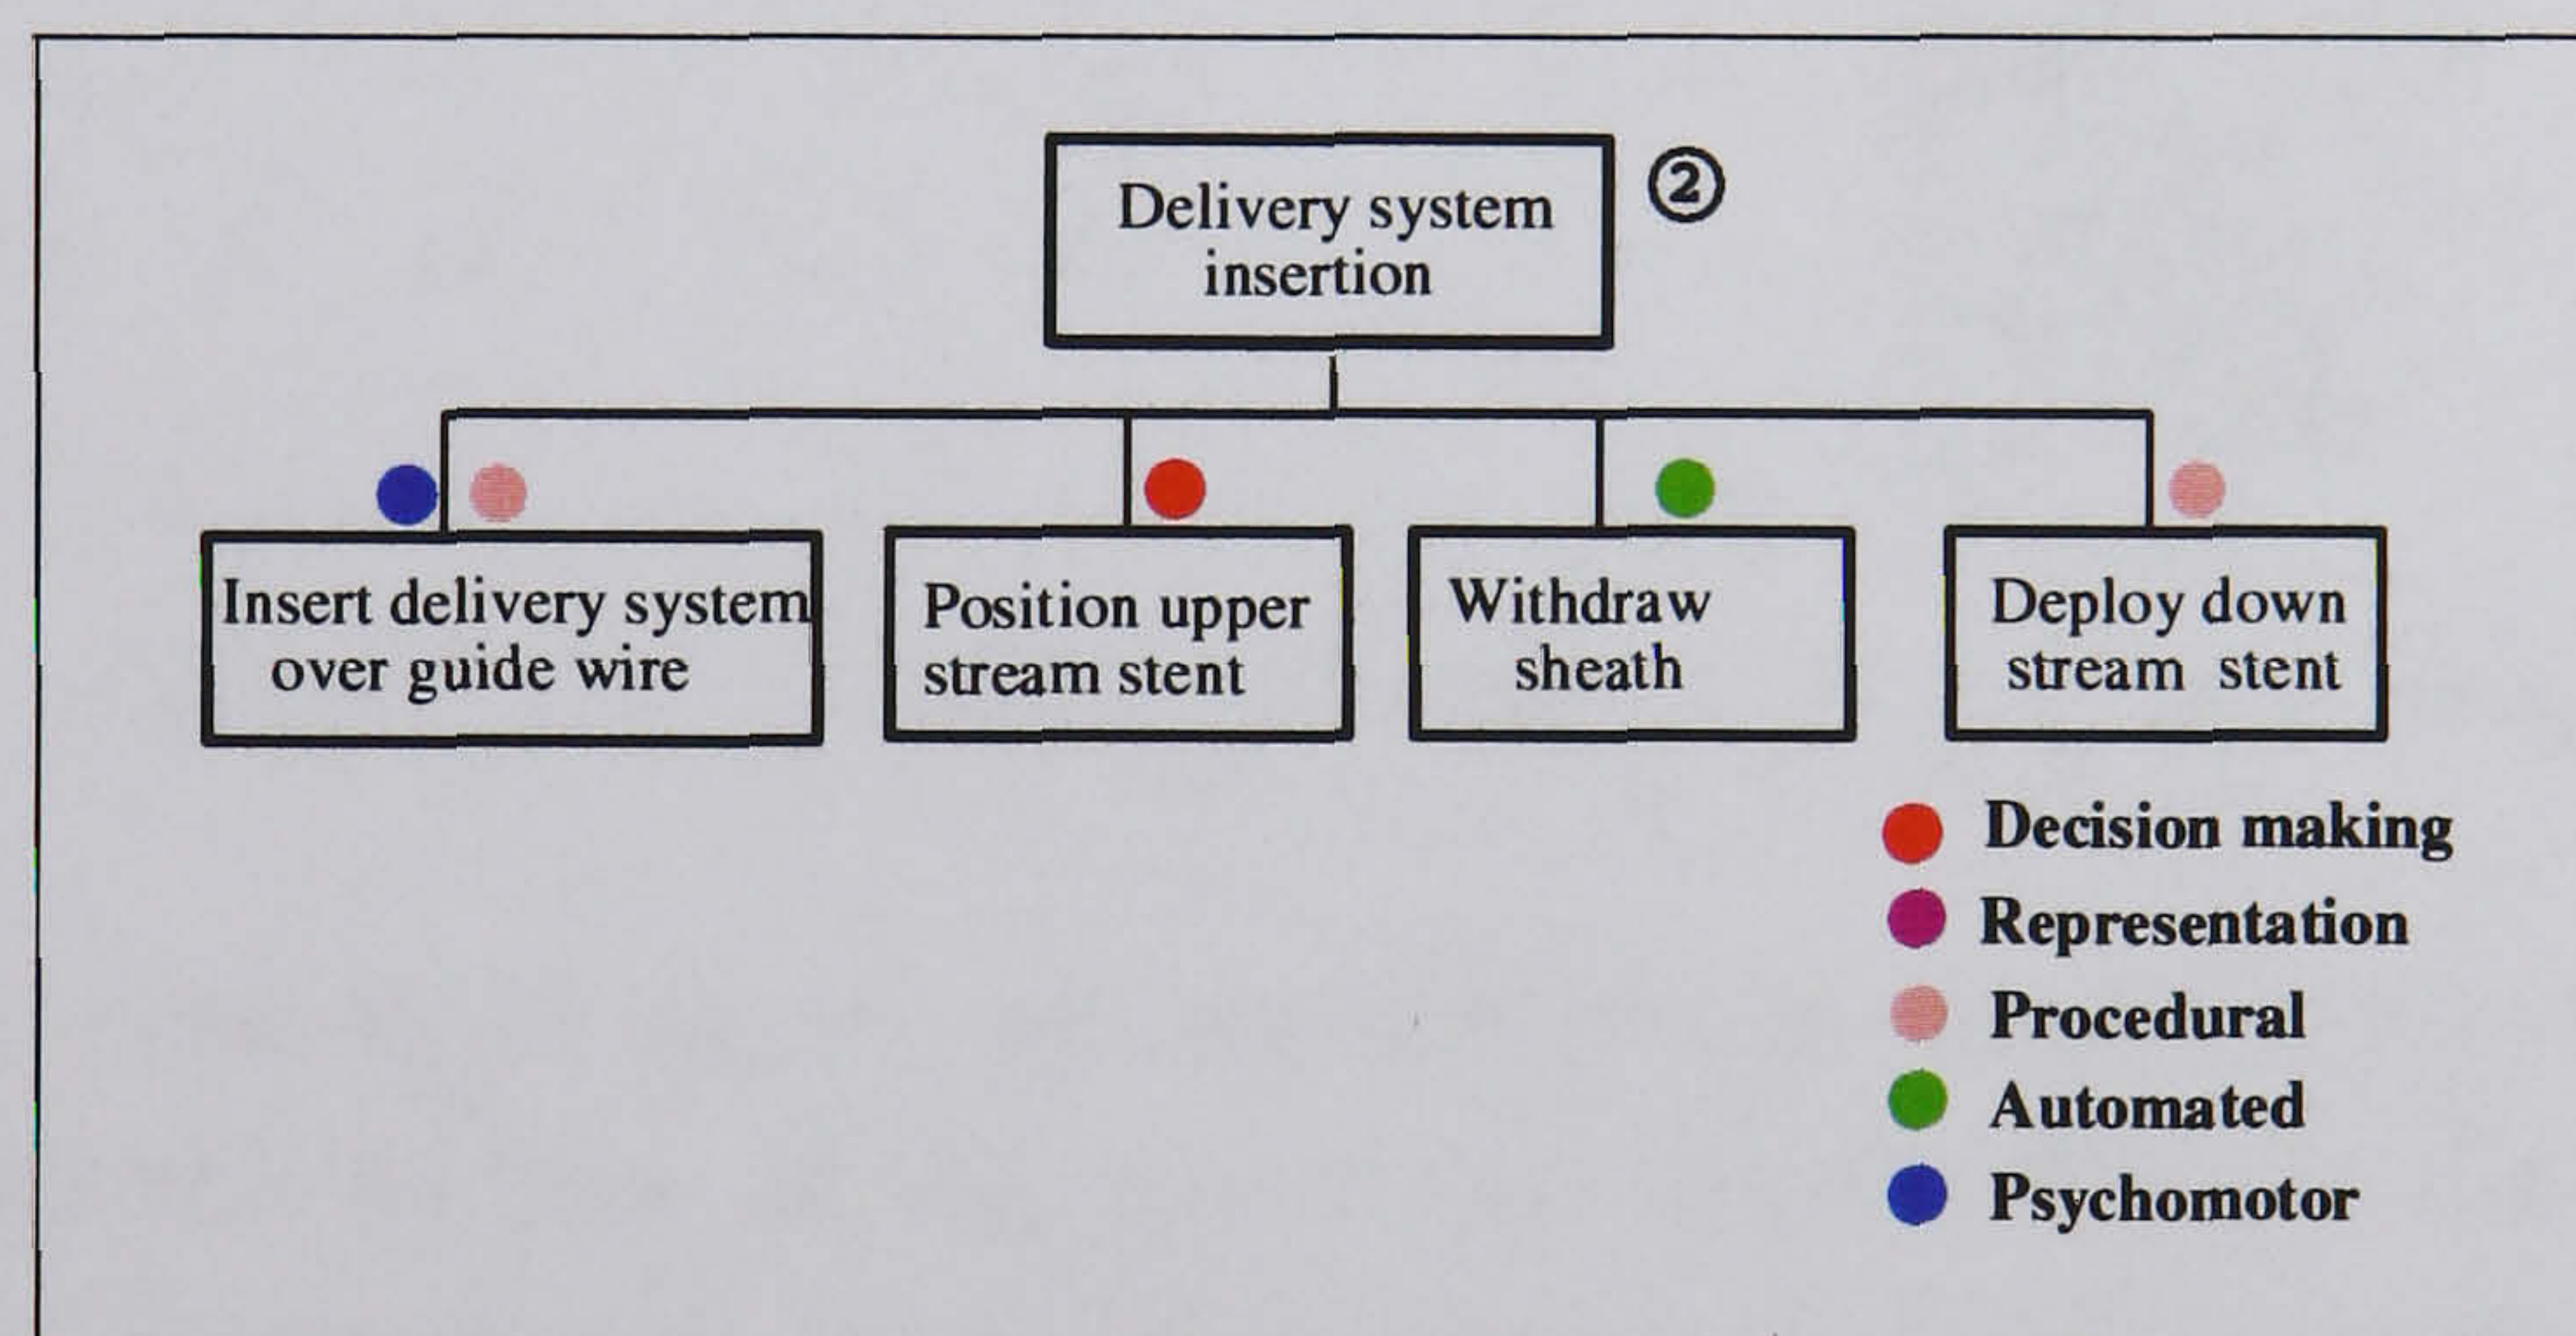 Delivery system
insertion
②
Insert delivery system
over guide wire
Position upper
stream stent
Withdraw
sheath
Deploy down
stream stent
Decision making
Representation
Procedural
Automated
Psychomotor